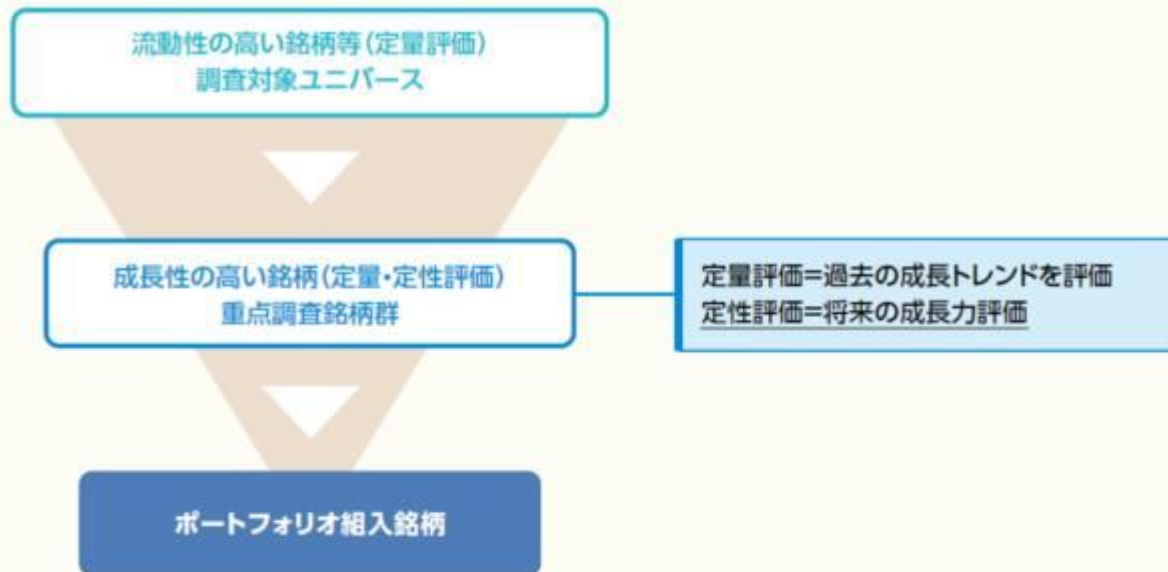 流動性の高い銘柄等(定量評価)
調査対象ユニバース
成長性の高い銘柄(定量・定性評価)
重点調査銘柄群
定量評価=過去の成長トレンドを評価
定性評価=将来の成長力評価
ポートフォリオ組入銘柄